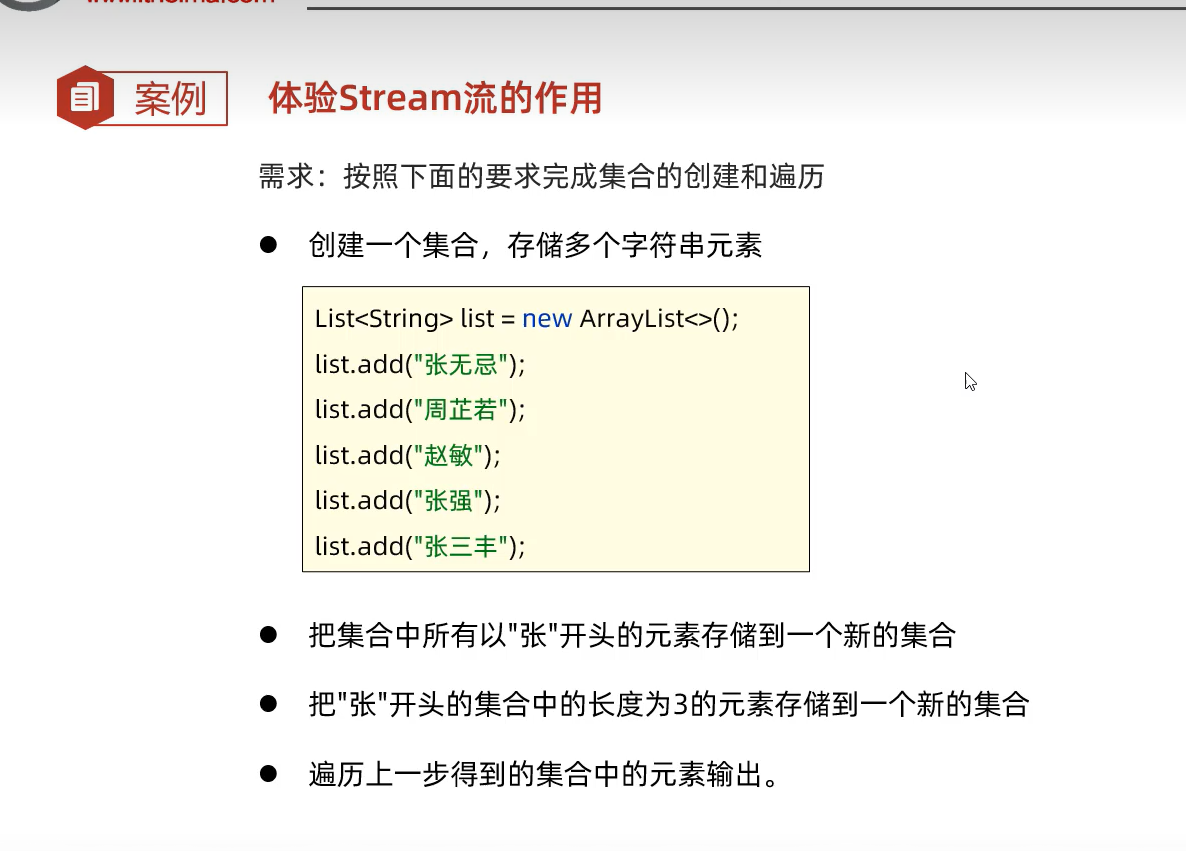 案例
体验Stream流的作用
需求：按照下面的要求完成集合的创建和遍历
● 创建一个集合，存储多个字符串元素
List<String> list = new ArrayList<>();
list.add("张无忌");
list.add("周芷若");
list.add("赵敏");
list.add("张强");
list.add("张三丰");
● 把集合中所有以"张"开头的元素存储到一个新的集合
● 把"张"开头的集合中的长度为3的元素存储到一个新的集合
● 遍历上一步得到的集合中的元素输出。